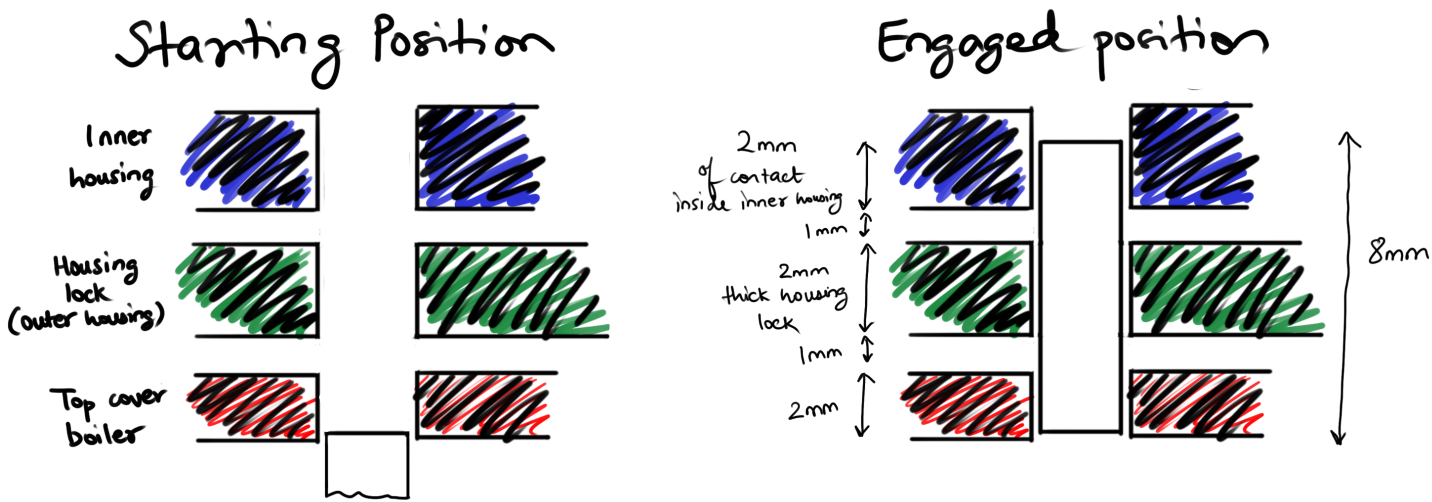 Starting Position
Engaged position
Inner
housing
Housing
lock
(outer housing)
Top cover
boiler
2mm
of contact
inside inner housing
1mm
2mm
thick housing
lock
1mm
2mm
8mm